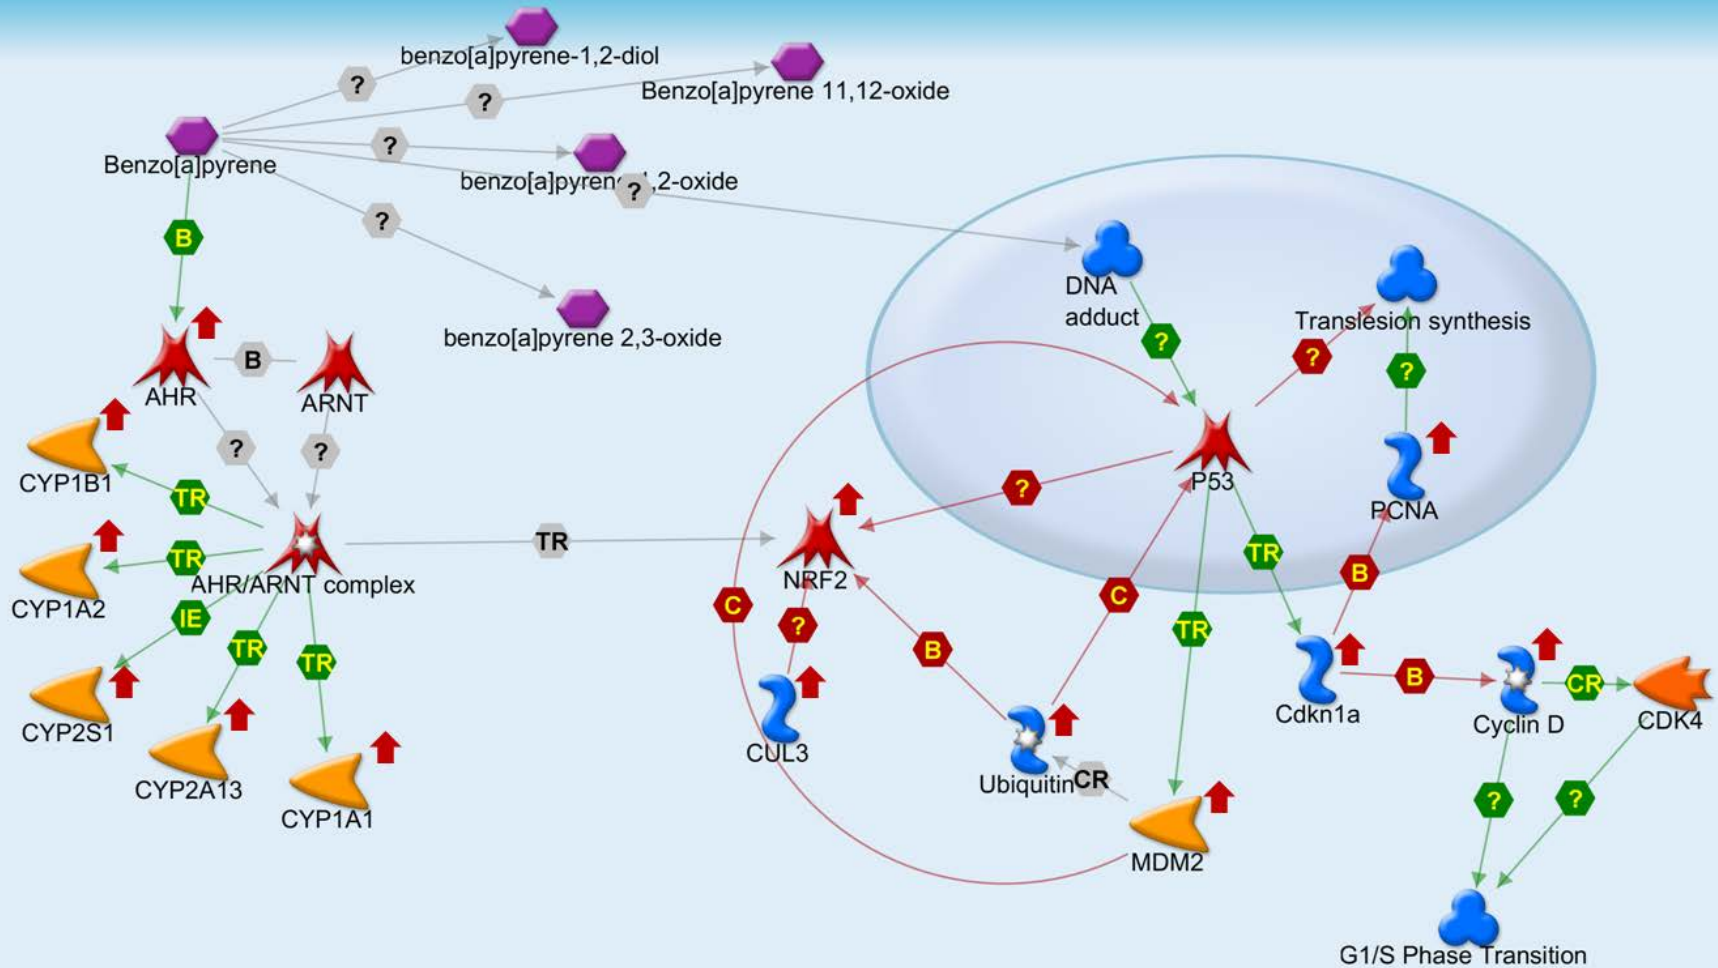 benzo[a]pyrene-1,2-diol
?
Benzo[a]pyrene 11,12-oxide
?
?
Benzo[a]pyrene
benzo[a]pyrene 1,2-oxide
?
?
B
DNA
adduct
Translesion synthesis
benzo[a]pyrene 2,3-oxide
?
?
?
B
AHR
ARNT
?
?
CYP1B1
TR
P53
PCNA
?
TR
TR
TR
B
CYP1A2
AHR/ARNT complex
NRF2
IE
C
?
C
TR
TR
TR
B
B
CR
CYP2S1
CUL3
Ubiquitin
CR
Cdkn1a
Cyclin D
CDK4
CYP2A13
CYP1A1
?
?
MDM2
G1/S Phase Transition